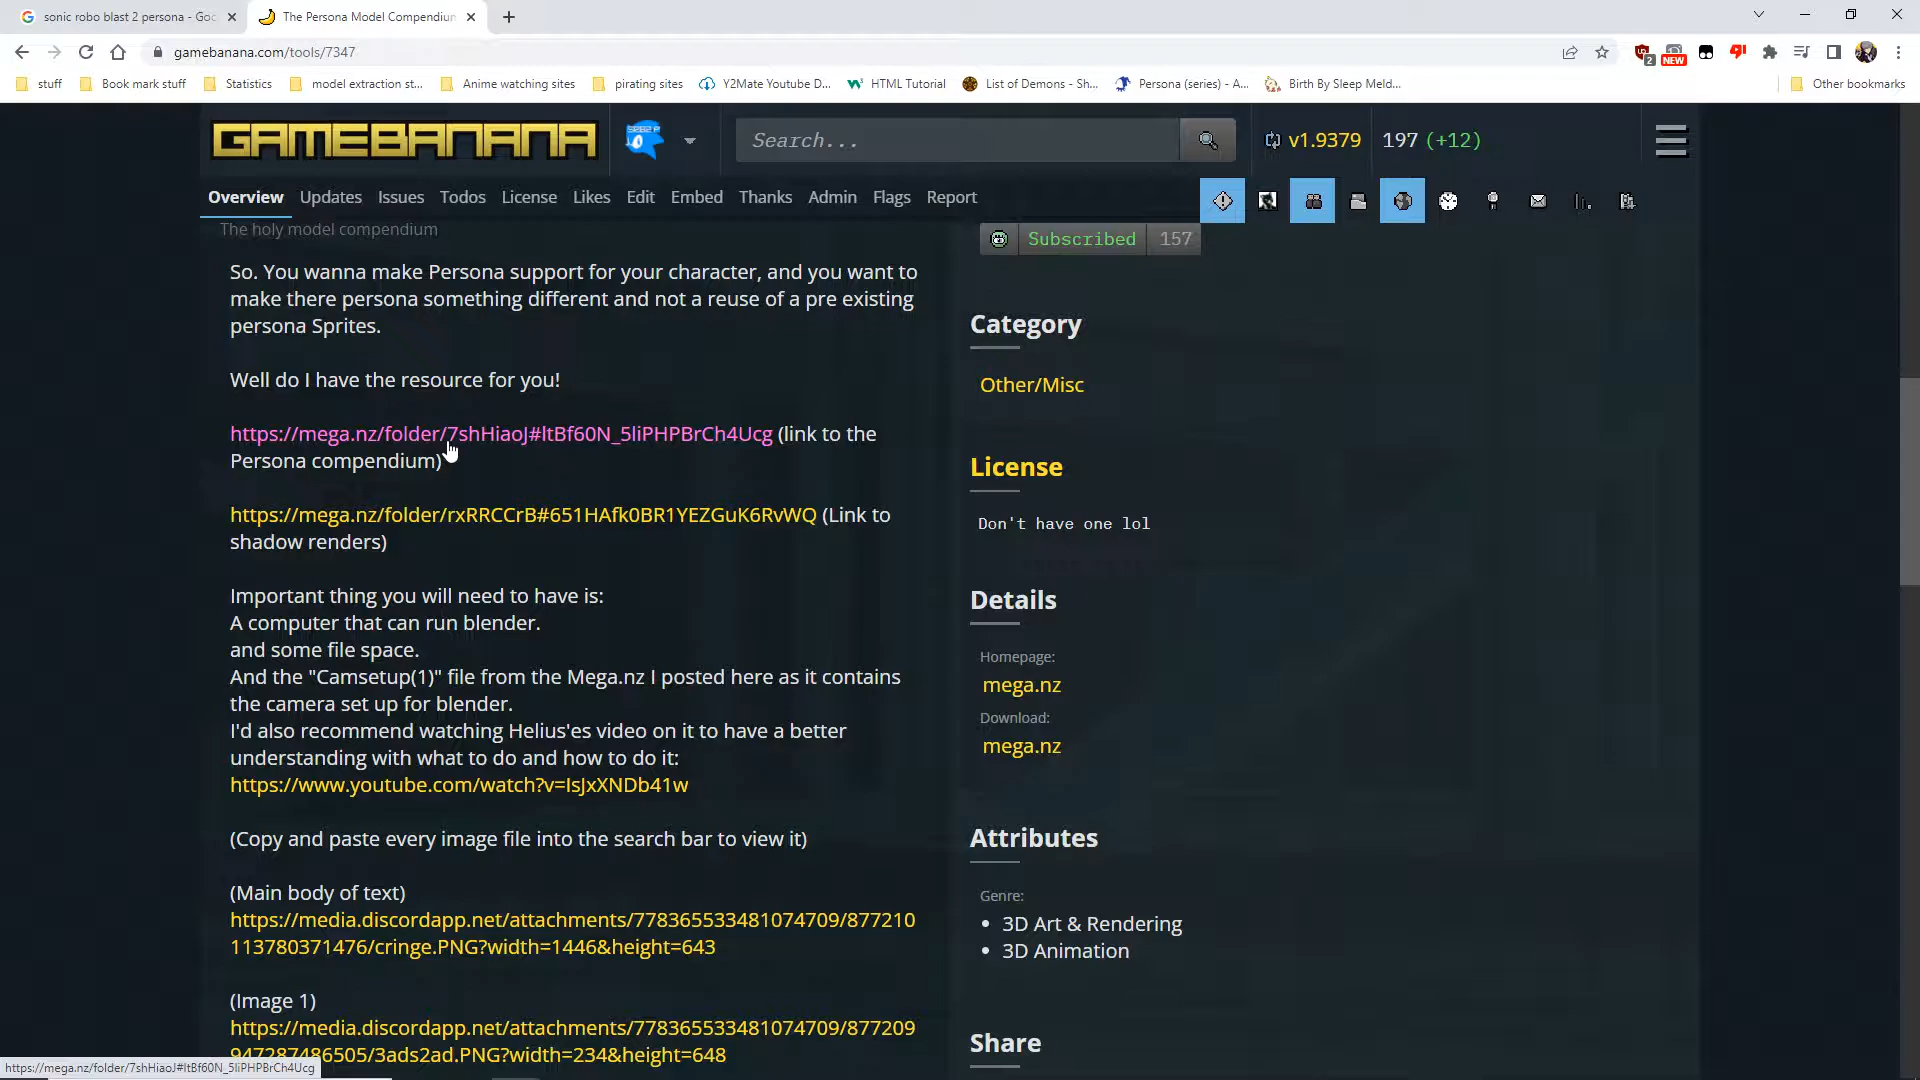 sonic robo blast 2 persona - Goo
The Persona Model Compendium
gamebanana.com/tools/7347
2
NEW
stuff
Book mark stuff
Statistics
model extraction st...
Anime watching sites
pirating sites
Y2Mate Youtube D...
HTML Tutorial
List of Demons - Sh...
Persona (series) - A...
Birth By Sleep Meld...
Other bookmarks
GAMEBANANA
Search...
v1.9379
197 (+12)
Overview
Updates
Issues
Todos
License
Likes
Edit
Embed
Thanks
Admin
Flags
Report
The holy model compendium
So. You wanna make Persona support for your character, and you want to
make there persona something different and not a reuse of a pre existing
persona Sprites.
Well do I have the resource for you!
https://mega.nz/folder/7shHiaoJ#ltBf60N_5liPHPBrCh4Ucg (link to the
Persona compendium)
https://mega.nz/folder/rxRRCCrB#651HAfk0BR1YEZGuK6RvWQ (Link to
shadow renders)
Important thing you will need to have is:
A computer that can run blender.
and some file space.
And the "Camsetup(1)" file from the Mega.nz I posted here as it contains
the camera set up for blender.
I'd also recommend watching Helius'es video on it to have a better
understanding with what to do and how to do it:
https://www.youtube.com/watch?v=IsJxXNDb41w
(Copy and paste every image file into the search bar to view it)
(Main body of text)
https://media.discordapp.net/attachments/778365533481074709/877210
113780371476/cringe.PNG?width=1446&height=643
(Image 1)
https://media.discordapp.net/attachments/778365533481074709/877209
947287486505/3ads2ad.PNG?width=234&height=648
Subscribed 157
Category
Other/Misc
License
Don't have one lol
Details
Homepage:
mega.nz
Download:
mega.nz
Attributes
Genre:
• 3D Art & Rendering
• 3D Animation
Share
https://mega.nz/folder/7shHiaoJ#ltBf60N_5liPHPBrCh4Ucg